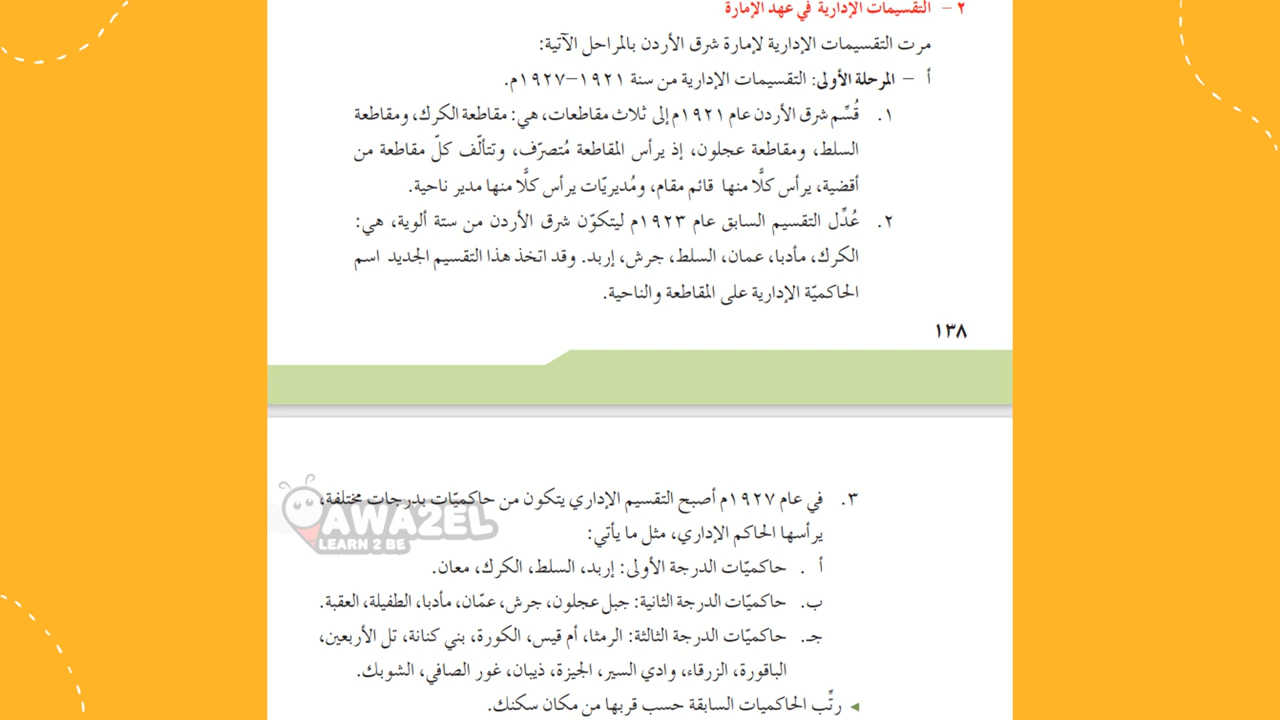 ٢ - التقسيمات الإدارية في عهد الإمارة
مرت التقسيمات الإدارية لإمارة شرق الأردن بالمراحل الآتية:
أ - المرحلة الأولى: التقسيمات الإدارية من سنة ١٩٢١-١٩٢٧م.
١. قُسِّم شرق الأردن عام ١٩٢١م إلى ثلاث مقاطعات، هي: مقاطعة الكرك، ومقاطعة
السلط، ومقاطعة عجلون، إذ يرأس المقاطعة مُتصرّف، وتتألّف كلّ مقاطعة من
أقضية، يرأس كلًّا منها قائم مقام، ومُديريّات يرأس كلًّا منها مدير ناحية.
٢. عُدِّل التقسيم السابق عام ١٩٢٣م ليتكوّن شرق الأردن من ستة ألوية، هي:
الكرك، مأدبا، عمان، السلط، جرش، إربد. وقد اتخذ هذا التقسيم الجديد اسم
الحاكميّة الإدارية على المقاطعة والناحية.
١٣٨
٣. في عام ١٩٢٧م أصبح التقسيم الإداري يتكون من حاكميّات بدرجات مختلفة،
يرأسها الحاكم الإداري، مثل ما يأتي:
AWA2EL
LEARN 2 BE
أ . حاكميّات الدرجة الأولى: إربد، السلط، الكرك، معان.
ب. حاكميّات الدرجة الثانية: جبل عجلون، جرش، عمّان، مأدبا، الطفيلة، العقبة.
جـ. حاكميّات الدرجة الثالثة: الرمثا، أم قيس، الكورة، بني كنانة، تل الأربعين،
الباقورة، الزرقاء، وادي السير، الجيزة، ذيبان، غور الصافي، الشوبك.
رتِّب الحاكميات السابقة حسب قربها من مكان سكنك.